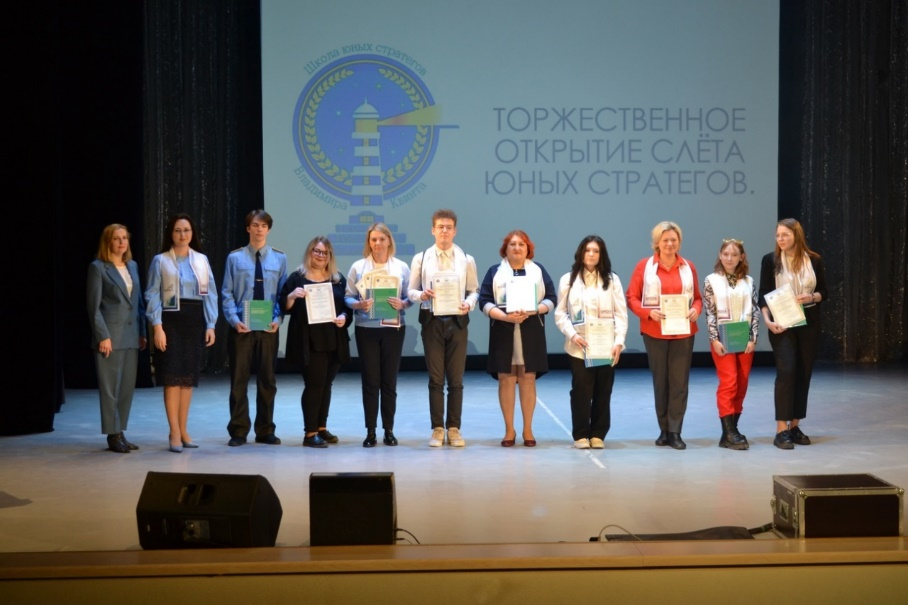 Школа юных стратегов
Владимира Квинта
ТОРЖЕСТВЕННОЕ
ОТКРЫТИЕ СЛЁТА
ЮНЫХ СТРАТЕГОВ.